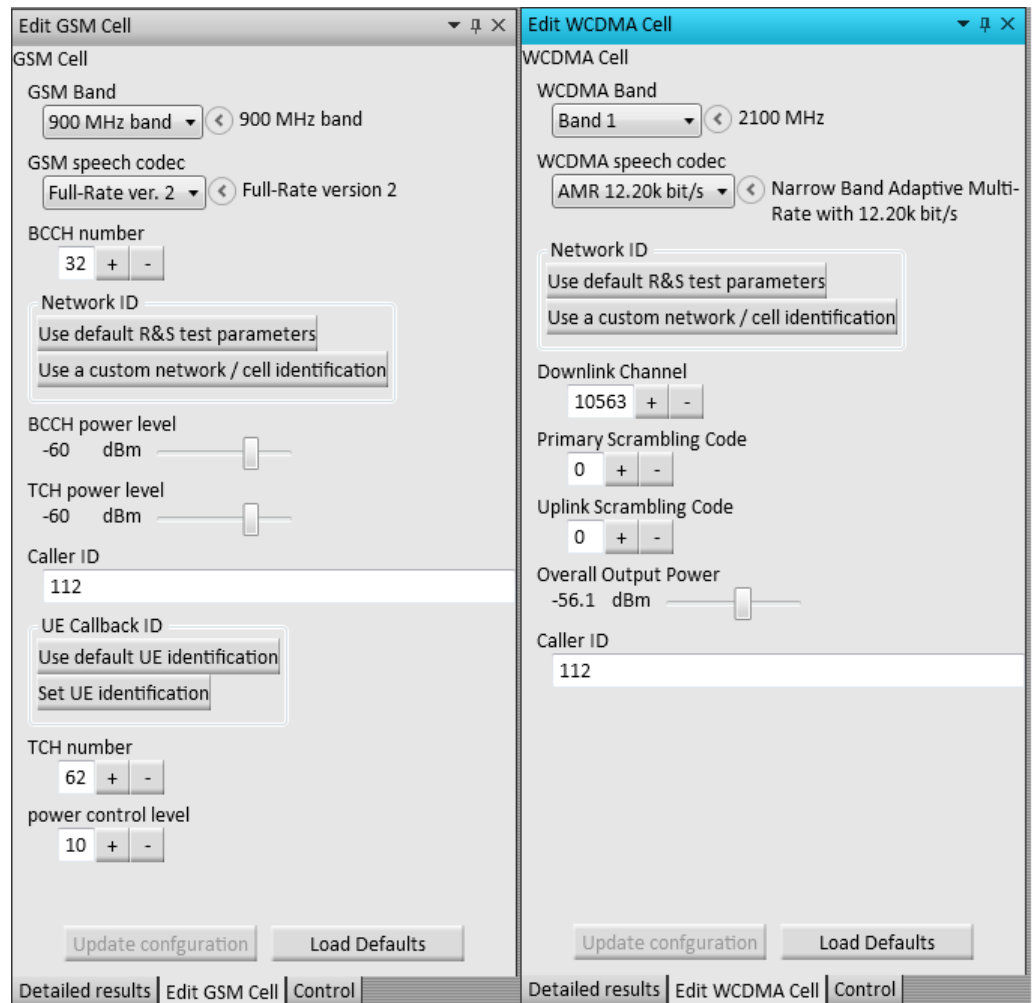 Edit GSM Cell
GSM Cell
GSM Band
900 MHz band 900 MHz band
GSM speech codec
Full-Rate ver. 2 Full-Rate version 2
BCCH number
32 + -
Network ID
Use default R&S test parameters
Use a custom network / cell identification
BCCH power level
-60 dBm
TCH power level
-60 dBm
Caller ID
112
UE Callback ID
Use default UE identification
Set UE identification
TCH number
62 + -
power control level
10 + -
Update confguration Load Defaults
Detailed results Edit GSM Cell Control
Edit WCDMA Cell
WCDMA Cell
WCDMA Band
Band 1 2100 MHz
WCDMA speech codec
AMR 12.20k bit/s Narrow Band Adaptive Multi-
Rate with 12.20k bit/s
Network ID
Use default R&S test parameters
Use a custom network / cell identification
Downlink Channel
10563 + -
Primary Scrambling Code
0 + -
Uplink Scrambling Code
0 + -
Overall Output Power
-56.1 dBm
Caller ID
112
Update confguration Load Defaults
Detailed results Edit WCDMA Cell Control